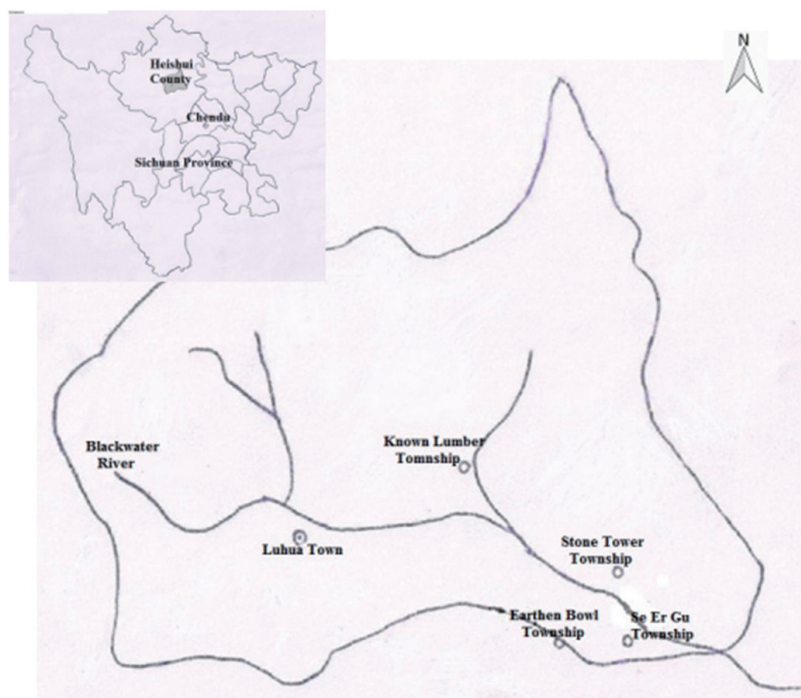 Heishui
County
Chendu
Sichuan Province
N
Blackwater
River
Known Lumber
Tomnship
Luhua Town
Stone Tower
Township
Earthen Bowl
Township
Se Er Gu
Township